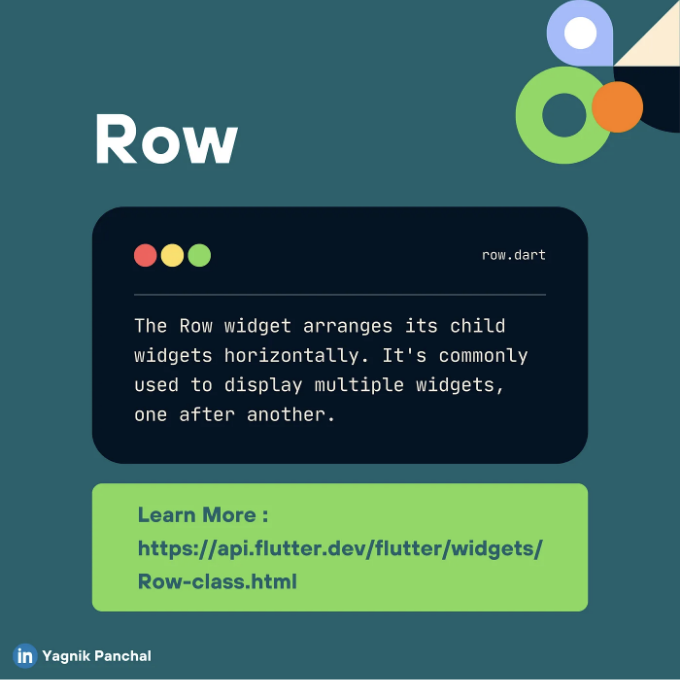 Row
row.dart
The Row widget arranges its child
widgets horizontally. It's commonly
used to display multiple widgets,
one after another.
Learn More :
https://api.flutter.dev/flutter/widgets/
Row-class.html
in Yagnik Panchal